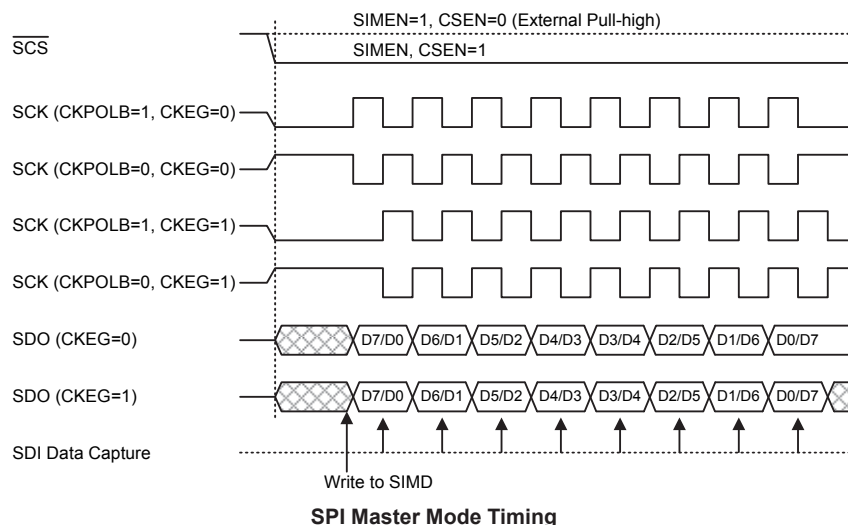 SIMEN=1, CSEN=0 (External Pull-high)
SCS
SIMEN, CSEN=1
SCK (CKPOLB=1, CKEG=0)
SCK (CKPOLB=0, CKEG=0)
SCK (CKPOLB=1, CKEG=1)
SCK (CKPOLB=0, CKEG=1)
SDO (CKEG=0) D7/D0 D6/D1 D5/D2 D4/D3 D3/D4 D2/D5 D1/D6 D0/D7
SDO (CKEG=1) D7/D0 D6/D1 D5/D2 D4/D3 D3/D4 D2/D5 D1/D6 D0/D7
SDI Data Capture
Write to SIMD
SPI Master Mode Timing